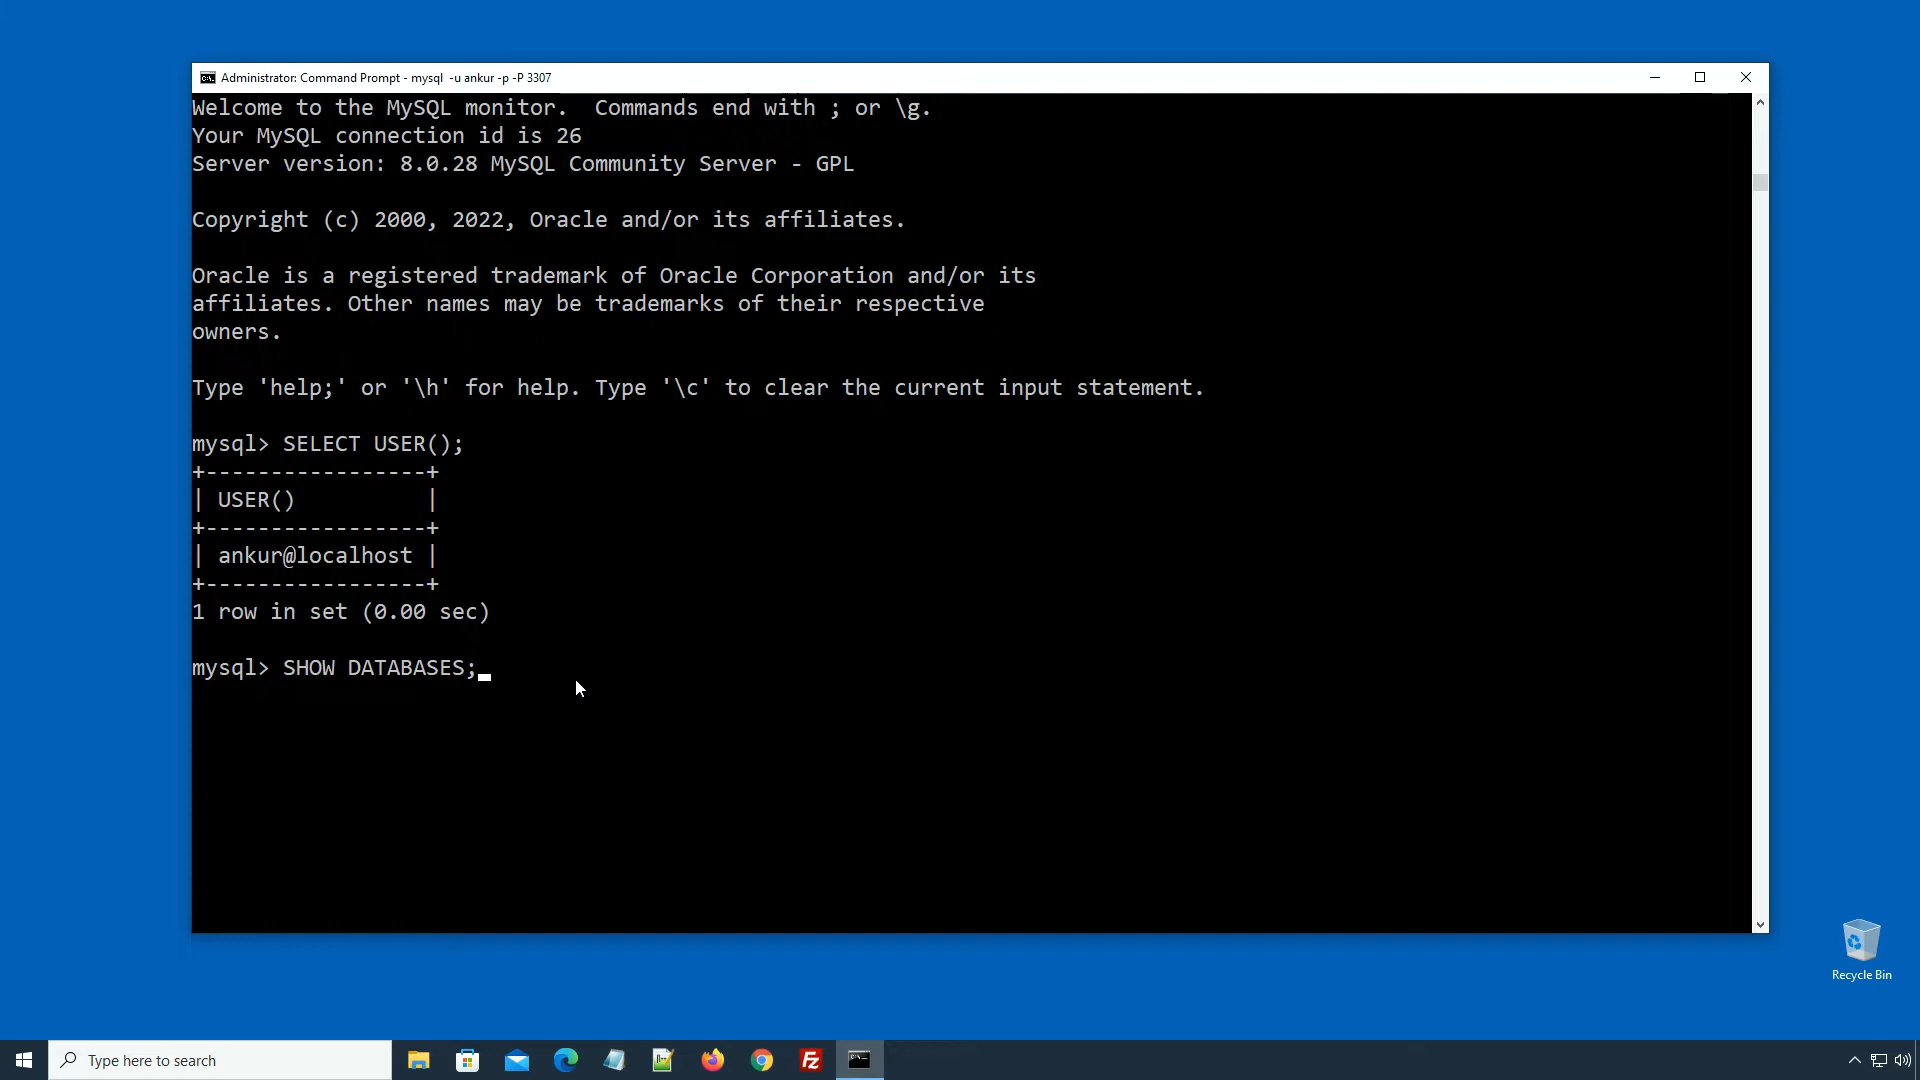 Administrator: Command Prompt - mysql  -u ankur -p -P 3307
Welcome to the MySQL monitor.  Commands end with ; or \g.
Your MySQL connection id is 26
Server version: 8.0.28 MySQL Community Server - GPL
Copyright (c) 2000, 2022, Oracle and/or its affiliates.
Oracle is a registered trademark of Oracle Corporation and/or its
affiliates. Other names may be trademarks of their respective
owners.
Type 'help;' or '\h' for help. Type '\c' to clear the current input statement.
mysql> SELECT USER();
+-----------------+
| USER()          |
+-----------------+
| ankur@localhost |
+-----------------+
1 row in set (0.00 sec)
mysql> SHOW DATABASES;
Recycle Bin
Type here to search